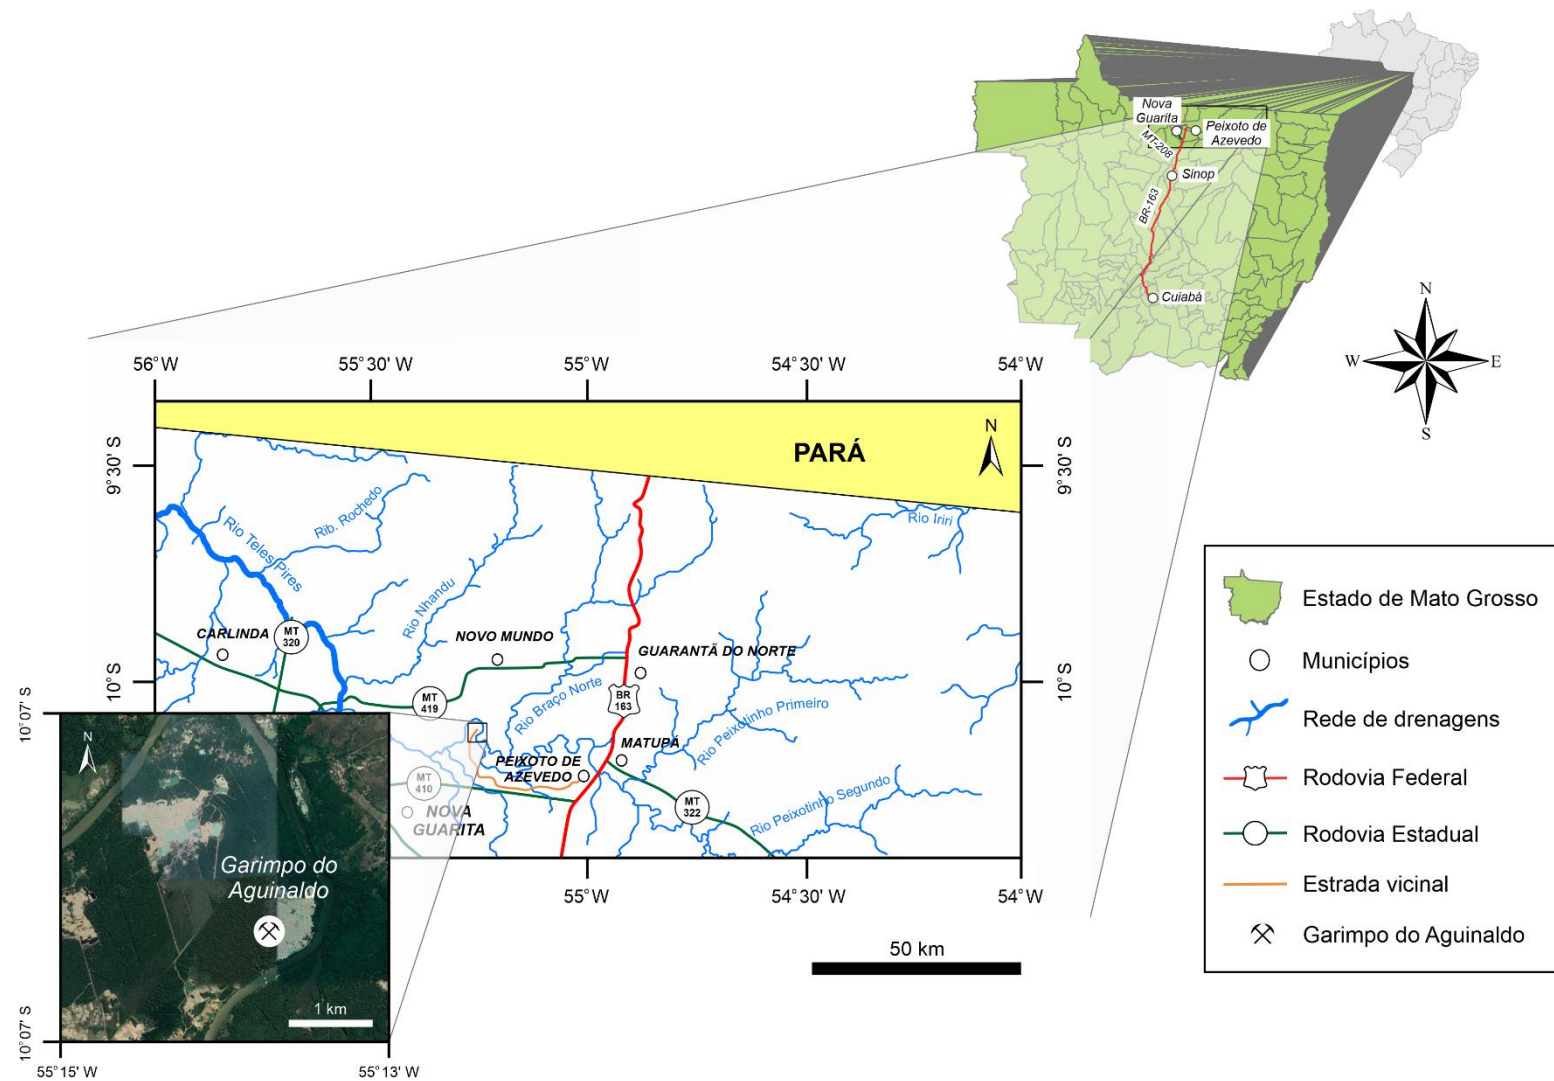 Nova
Guarita
Peixoto de
Azevedo
MT-208
Sinop
BR-163
Cuiabá
N
W
E
S
56° W
55° 30' W
55° W
54° 30' W
54° W
9° 30' S
9° 30' S
PARÁ
N
Rio Teles Pires
Rib. Rochedo
Rio Nhandu
Rio Iriri
CARLINDA
MT
320
NOVO MUNDO
GUARANTÃ DO NORTE
10° S
10° S
MT
419
BR
163
Rio Braço Norte
Rio Peixotinho Primeiro
MATUPÁ
PEIXOTO DE
AZEVEDO
MT
410
NOVA
GUARITA
MT
322
Rio Peixotinho Segundo
55° W
54° 30' W
54° W
50 km
10° 07' S
N
Garimpo do
Aguinaldo
1 km
10° 07' S
55° 15' W
55° 13' W
Estado de Mato Grosso
Municípios
Rede de drenagens
Rodovia Federal
Rodovia Estadual
Estrada vicinal
Garimpo do Aguinaldo